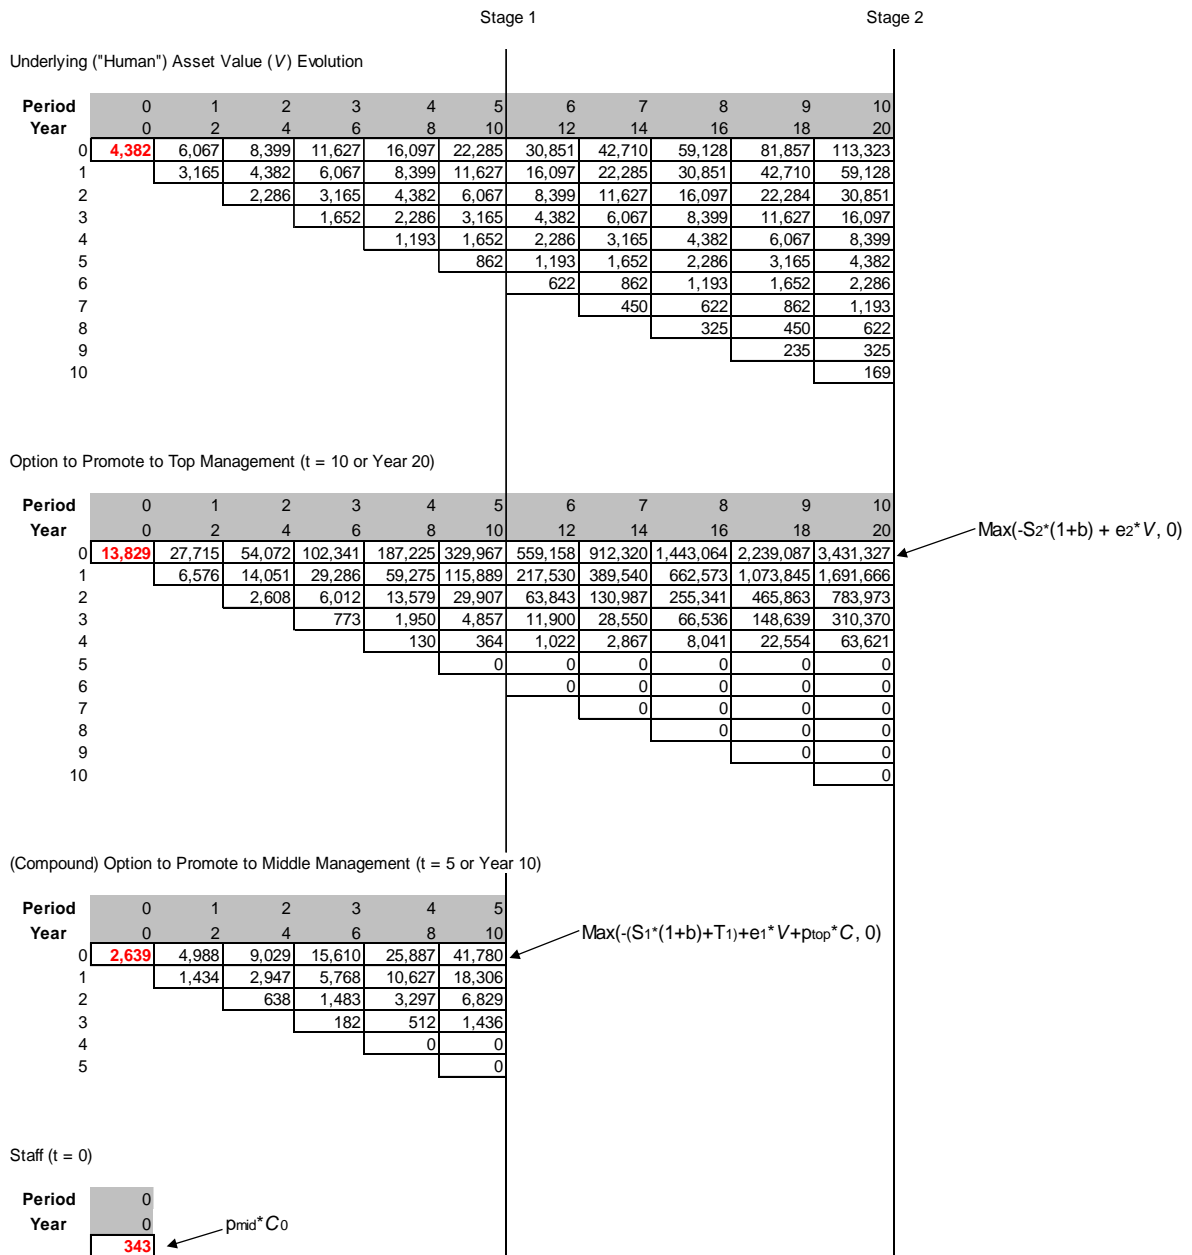 Stage 1 Stage 2
Underlying ("Human") Asset Value (V) Evolution
Period 0 1 2 3 4 5 6 7 8 9 10
Year 0 2 4 6 8 10 12 14 16 18 20
0 4,382 6,067 8,399 11,627 16,097 22,285 30,851 42,710 59,128 81,857 113,323
1 3,165 4,382 6,067 8,399 11,627 16,097 22,285 30,851 42,710 59,128
2 2,286 3,165 4,382 6,067 8,399 11,627 16,097 22,284 30,851
3 1,652 2,286 3,165 4,382 6,067 8,399 11,627 16,097
4 1,193 1,652 2,286 3,165 4,382 6,067 8,399
5 862 1,193 1,652 2,286 3,165 4,382
6 622 862 1,193 1,652 2,286
7 450 622 862 1,193
8 325 450 622
9 235 325
10 169
Option to Promote to Top Management (t = 10 or Year 20)
Period 0 1 2 3 4 5 6 7 8 9 10
Year 0 2 4 6 8 10 12 14 16 18 20
Max(-S2*(1+b) + e2*V, 0)
0 13,829 27,715 54,072 102,341 187,225 329,967 559,158 912,320 1,443,064 2,239,087 3,431,327
1 6,576 14,051 29,286 59,275 115,889 217,530 389,540 662,573 1,073,845 1,691,666
2 2,608 6,012 13,579 29,907 63,843 130,987 255,341 465,863 783,973
3 773 1,950 4,857 11,900 28,550 66,536 148,639 310,370
4 130 364 1,022 2,867 8,041 22,554 63,621
5 0 0 0 0 0 0
6 0 0 0 0 0
7 0 0 0 0
8 0 0 0
9 0 0
10 0
(Compound) Option to Promote to Middle Management (t = 5 or Year 10)
Period 0 1 2 3 4 5
Year 0 2 4 6 8 10
Max(-(S1*(1+b)+T1)+e1*V+ptop*C, 0)
0 2,639 4,988 9,029 15,610 25,887 41,780
1 1,434 2,947 5,768 10,627 18,306
2 638 1,483 3,297 6,829
3 182 512 1,436
4 0 0
5 0
Staff (t = 0)
Period 0
Year 0
pmid*C0
343